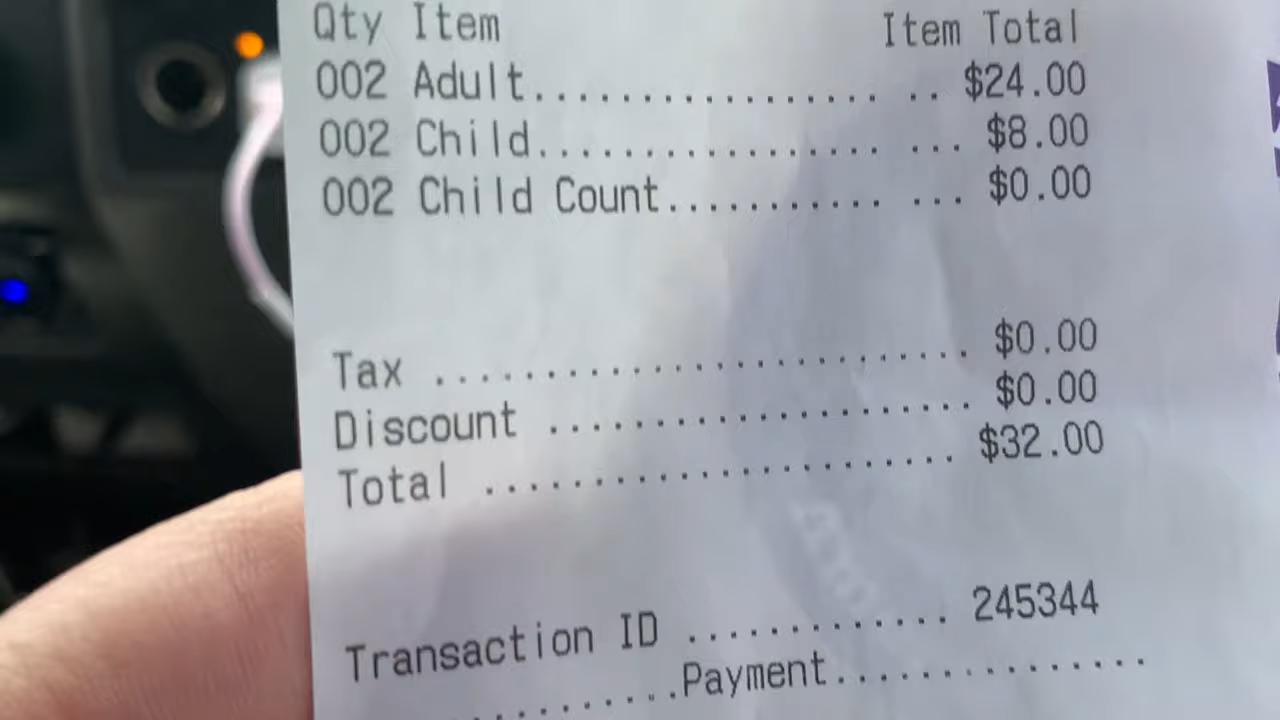 Qty Item Item Total
002 Adult.................. .. $24.00
002 Child.................. ... $8.00
002 Child Count........... ... $0.00
Tax ........................ $0.00
Discount ................... $0.00
Total ...................... $32.00
Transaction ID ............. 245344
..........Payment..............